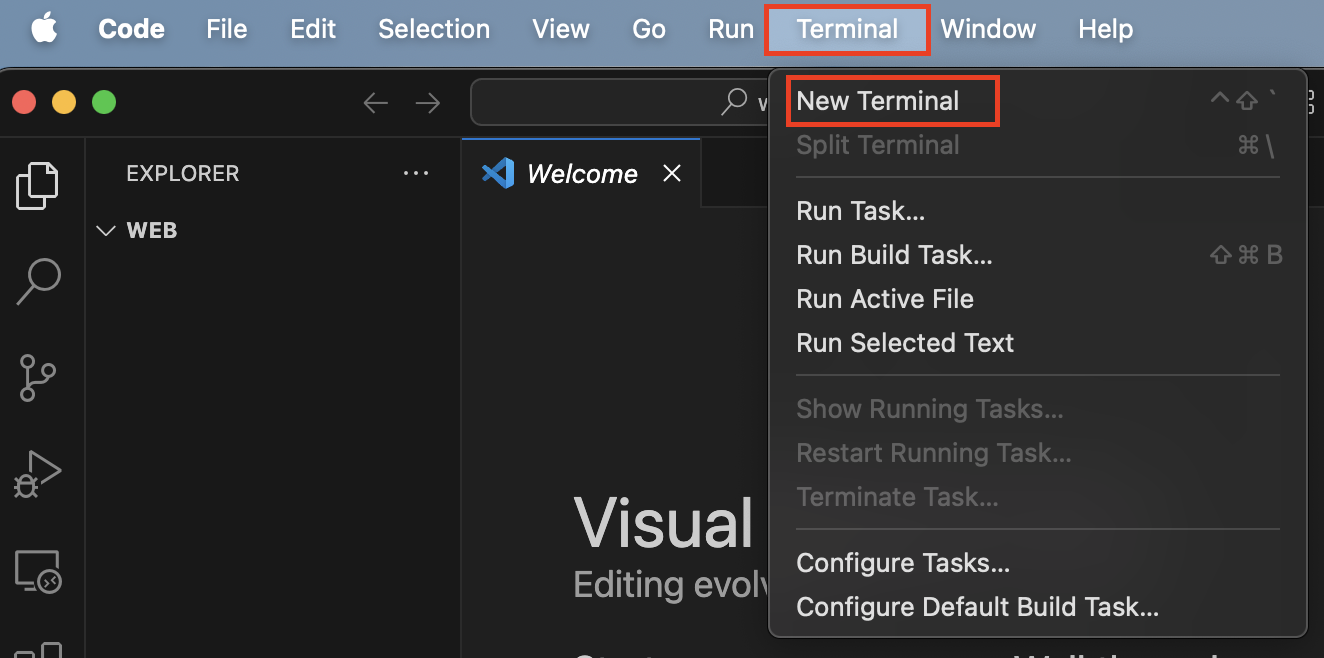 Code File Edit Selection View Go Run Terminal Window Help
EXPLORER
WEB
Welcome
New Terminal ^⇧`
Split Terminal ⌘\
Run Task...
Run Build Task... ⇧⌘B
Run Active File
Run Selected Text
Show Running Tasks...
Restart Running Task...
Terminate Task...
Configure Tasks...
Configure Default Build Task...
Visual
Editing